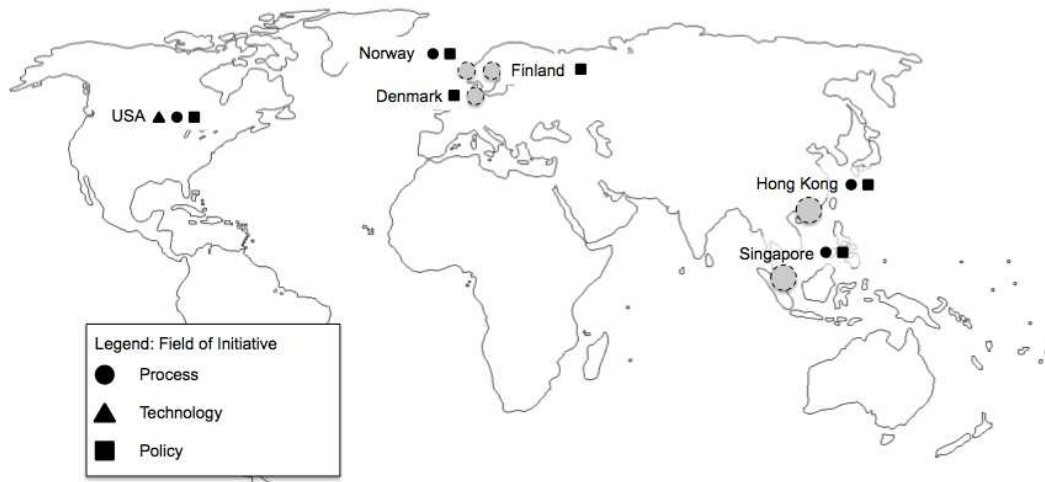 Norway
Finland
Denmark
USA
Hong Kong
Singapore
Legend: Field of Initiative
Process
Technology
Policy